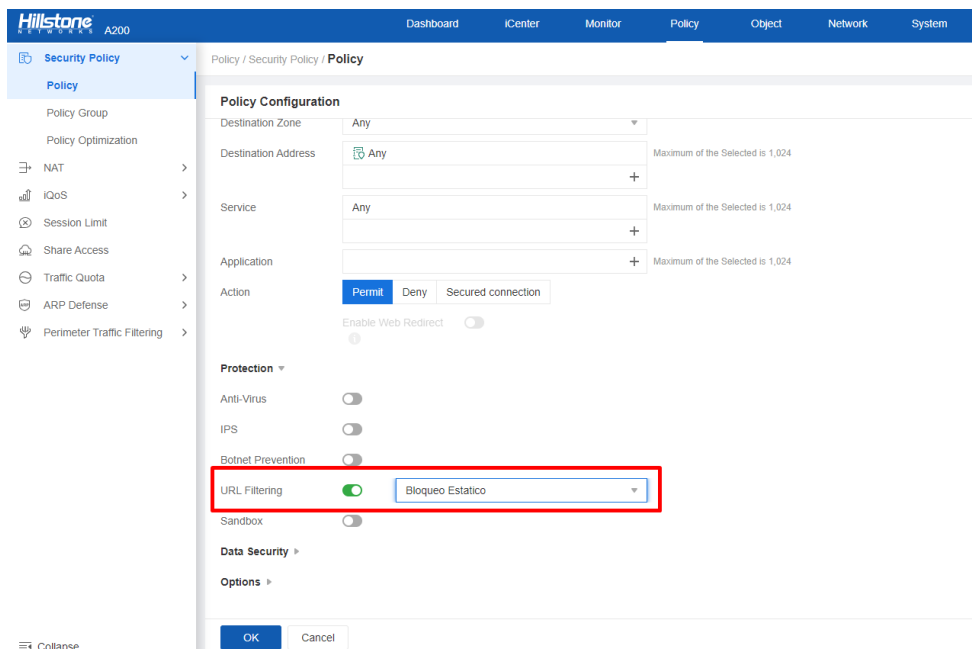 Hillstone
NETWORKS A200
Dashboard iCenter Monitor Policy Object Network System
Security Policy
Policy
Policy Group
Policy Optimization
NAT
iQoS
Session Limit
Share Access
Traffic Quota
ARP Defense
Perimeter Traffic Filtering
Collapse
Policy / Security Policy / Policy
Policy Configuration
Destination Zone Any
Destination Address Any Maximum of the Selected is 1,024
Service Any Maximum of the Selected is 1,024
Application Maximum of the Selected is 1,024
Action Permit Deny Secured connection
Enable Web Redirect
Protection
Anti-Virus
IPS
Botnet Prevention
URL Filtering Bloqueo Estatico
Sandbox
Data Security
Options
OK Cancel